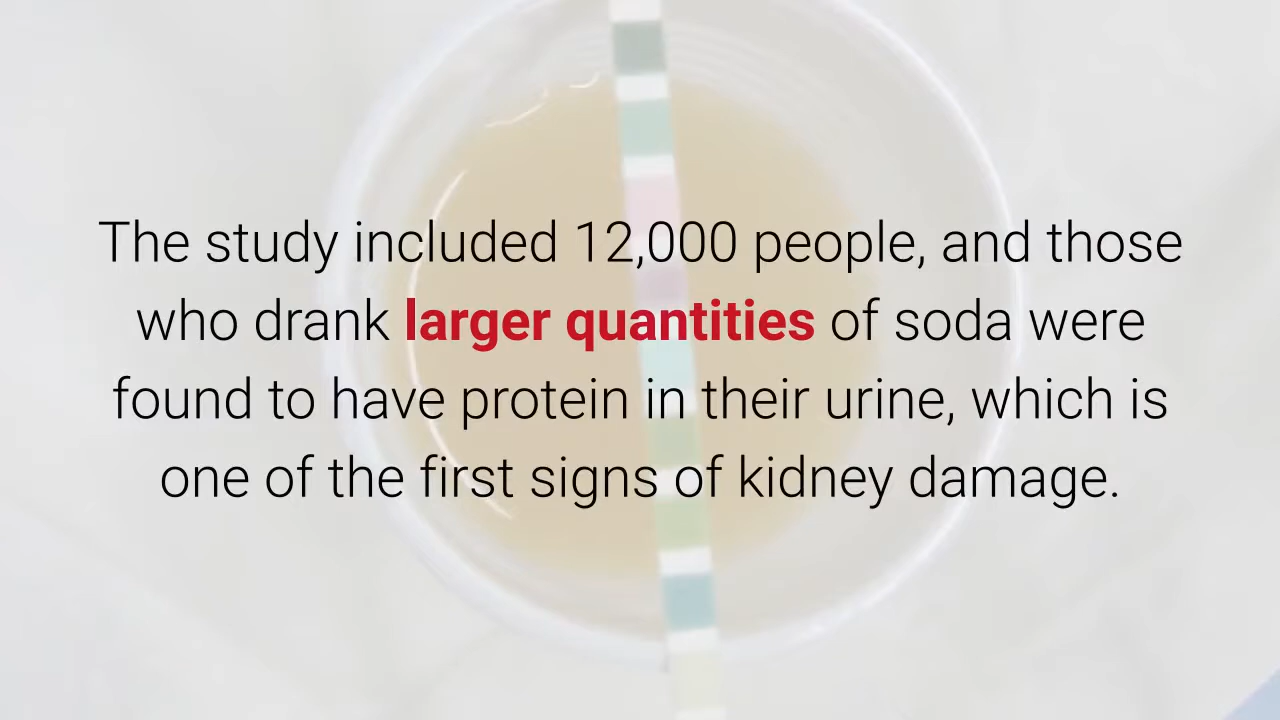 The study included 12,000 people, and those
who drank larger quantities of soda were
found to have protein in their urine, which is
one of the first signs of kidney damage.